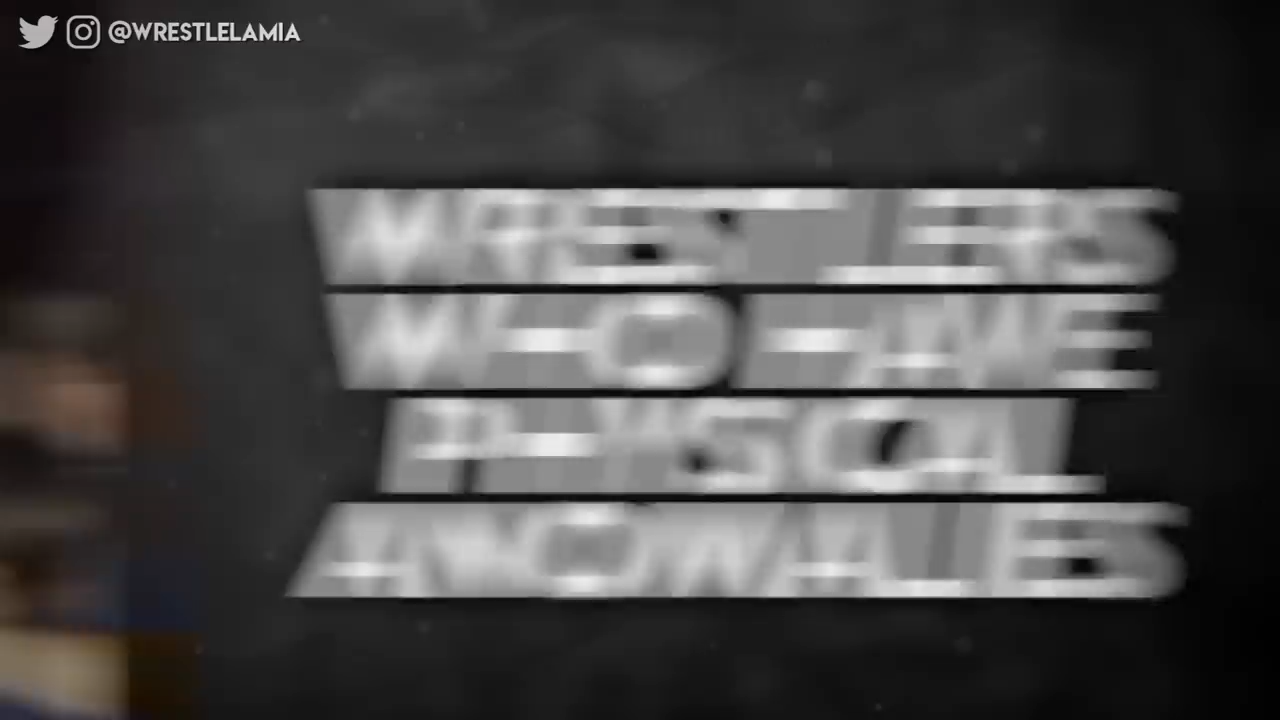 @WRESTLELAMIA
WRESTLERS
WHO HAVE
PHYSICAL
ANOMALIES